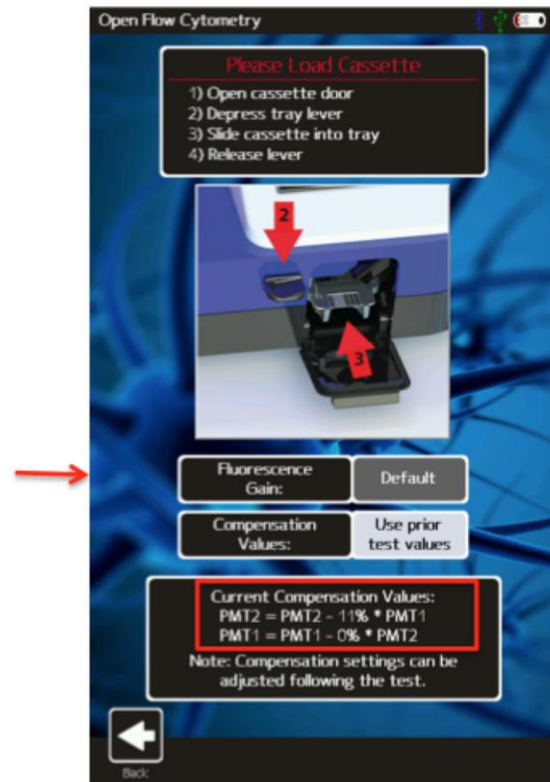 Open Flow Cytometry
Please Load Cassette
1) Open cassette door
2) Depress tray lever
3) Slide cassette into tray
4) Release lever
2
3
Fluorescence
Gain:
Default
Compensation
Values:
Use prior
test values
Current Compensation Values:
PMT2 = PMT2 - 11% * PMT1
PMT1 = PMT1 - 0% * PMT2
Note: Compensation settings can be
adjusted following the test.
Back